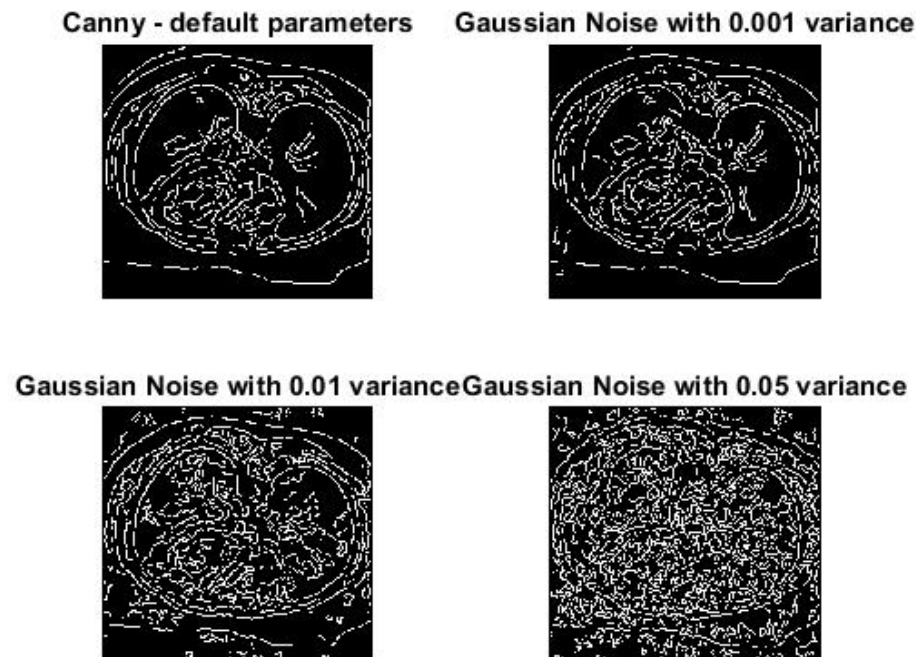 Canny - default parameters
Gaussian Noise with 0.001 variance
Gaussian Noise with 0.01 variance
Gaussian Noise with 0.05 variance